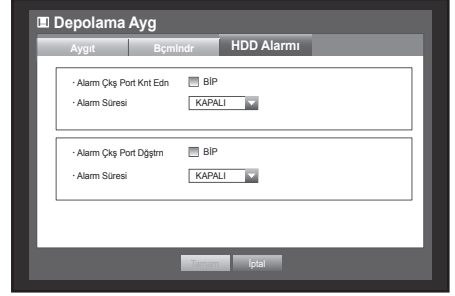 Depolama Ayg
Aygıt Bçmlndr HDD Alarmı
· Alarm Çkş Port Knt Edn BİP
· Alarm Süresi KAPALI
· Alarm Çkş Port Dğştrn BİP
· Alarm Süresi KAPALI
Tamam İptal